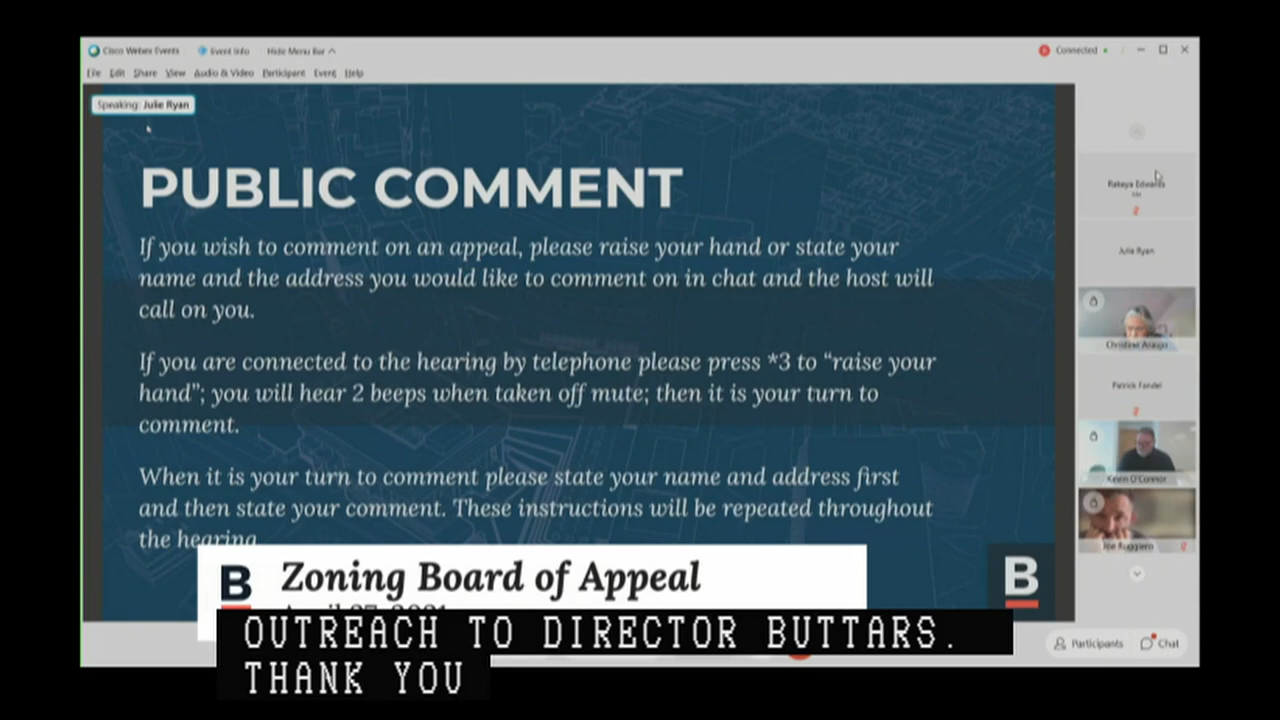 Cisco Webex Events
Event Info
Hide Menu Bar
Connected
File Edit Share View Audio & Video Participant Event Help
Speaking: Julie Ryan
PUBLIC COMMENT
If you wish to comment on an appeal, please raise your hand or state your
name and the address you would like to comment on in chat and the host will
call on you.
If you are connected to the hearing by telephone please press *3 to “raise your
hand”; you will hear 2 beeps when taken off mute; then it is your turn to
comment.
When it is your turn to comment please state your name and address first
and then state your comment. These instructions will be repeated throughout
the hearing
Rakeya Edwards
Me
Julie Ryan
Christine Araujo
Patrick Fandel
Kevin O'Connor
Joe Ruggiero
B
B
Zoning Board of Appeal
April 27, 2021
OUTREACH TO DIRECTOR BUTTARS.
THANK YOU
Participants
Chat